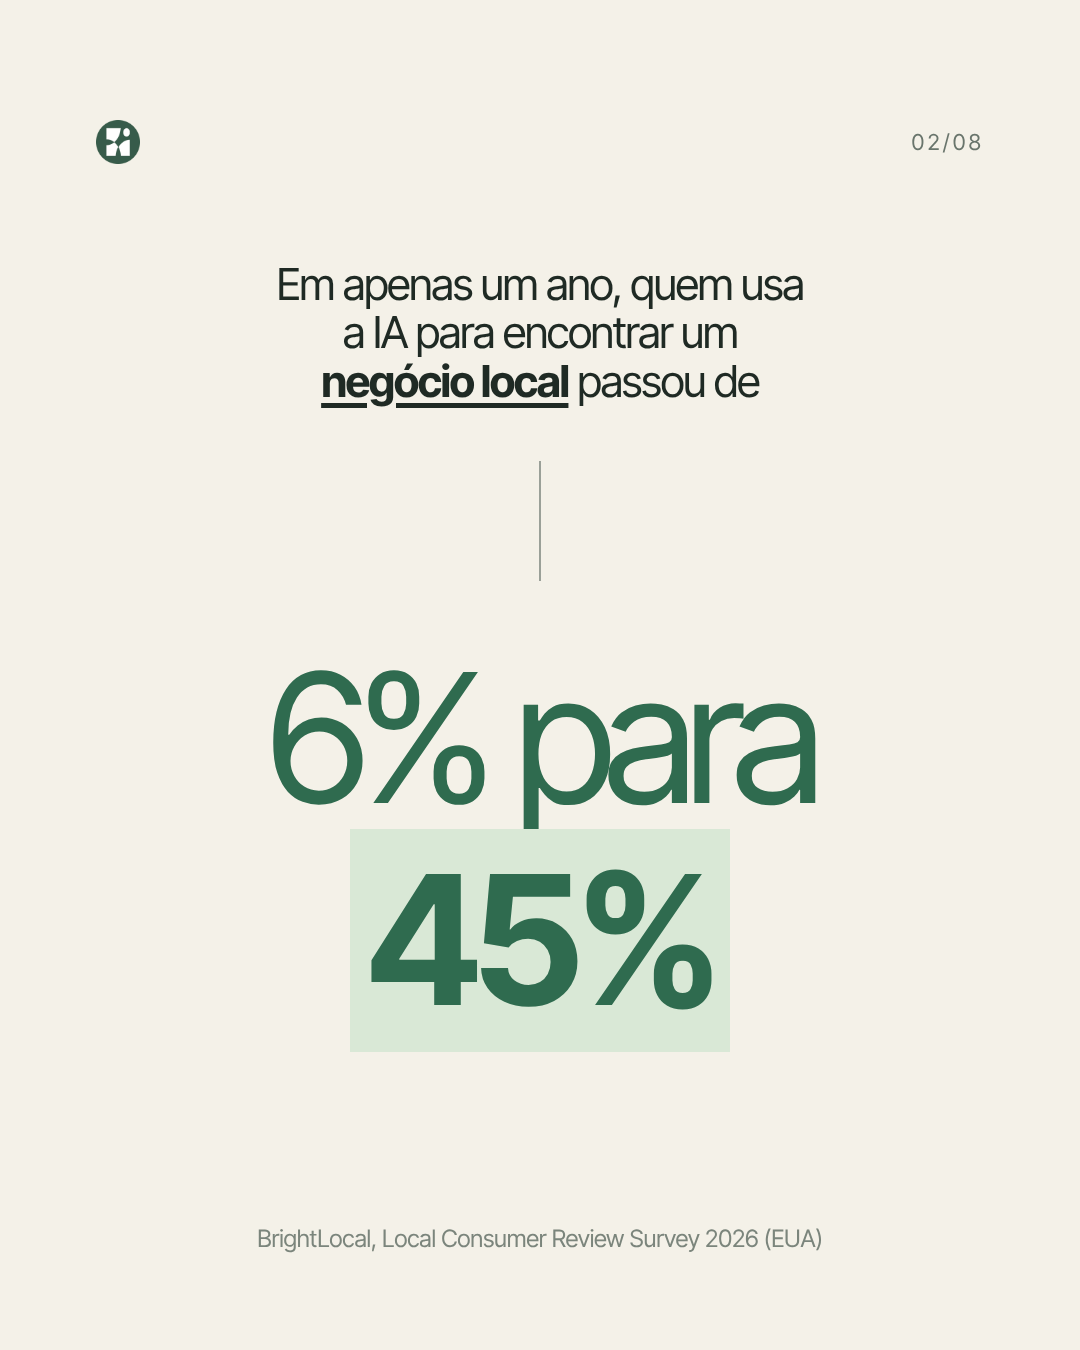 02/08
Em apenas um ano, quem usa
a IA para encontrar um
negócio local passou de
6% para
45%
BrightLocal, Local Consumer Review Survey 2026 (EUA)